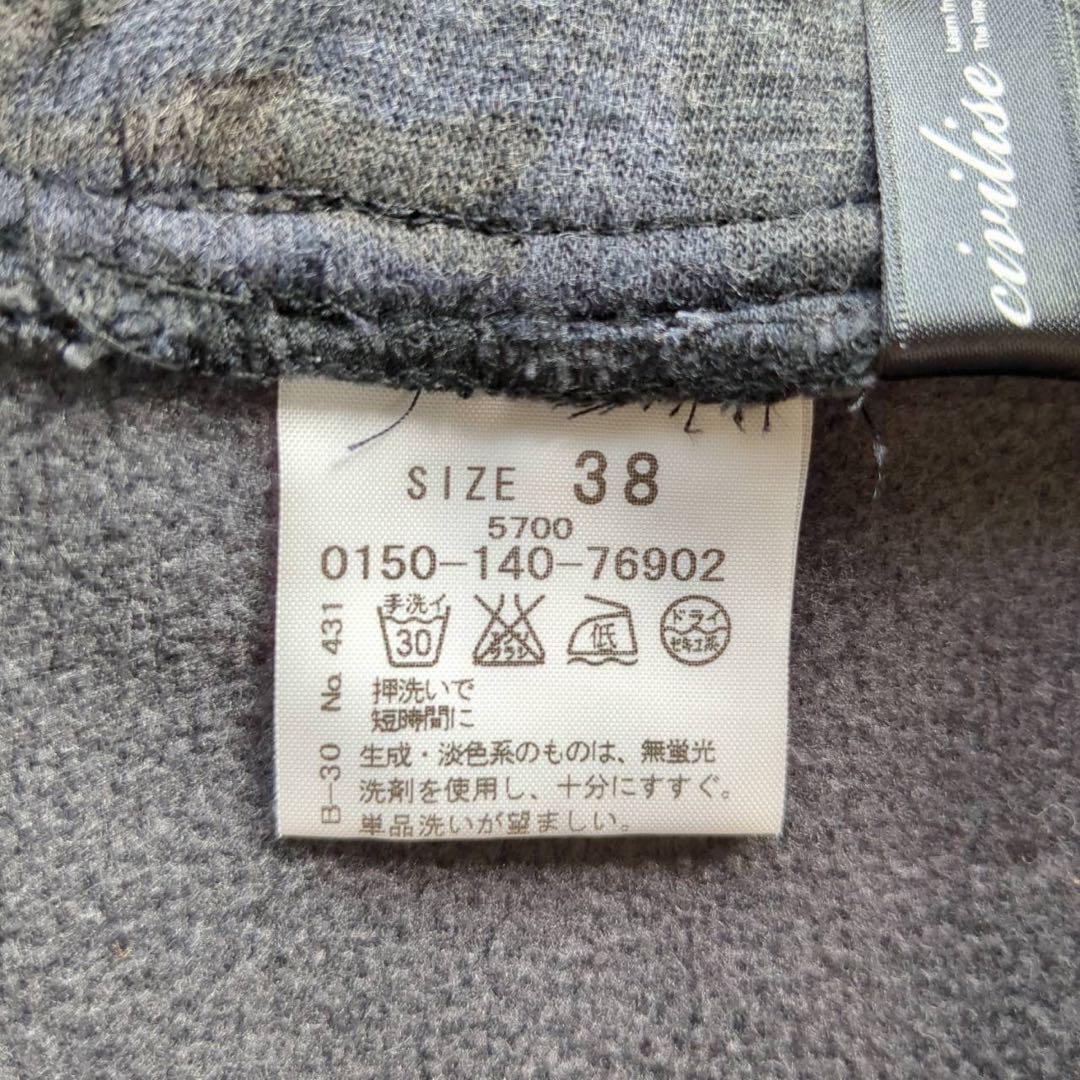 civilise
SIZE 38
5700
0150-140-76902
手洗イ
30
低
ドライ
セキユ系
押洗いで
短時間に
生成・淡色系のものは、無蛍光
洗剤を使用し、十分にすすぐ。
単品洗いが望ましい。
B-30 No. 431